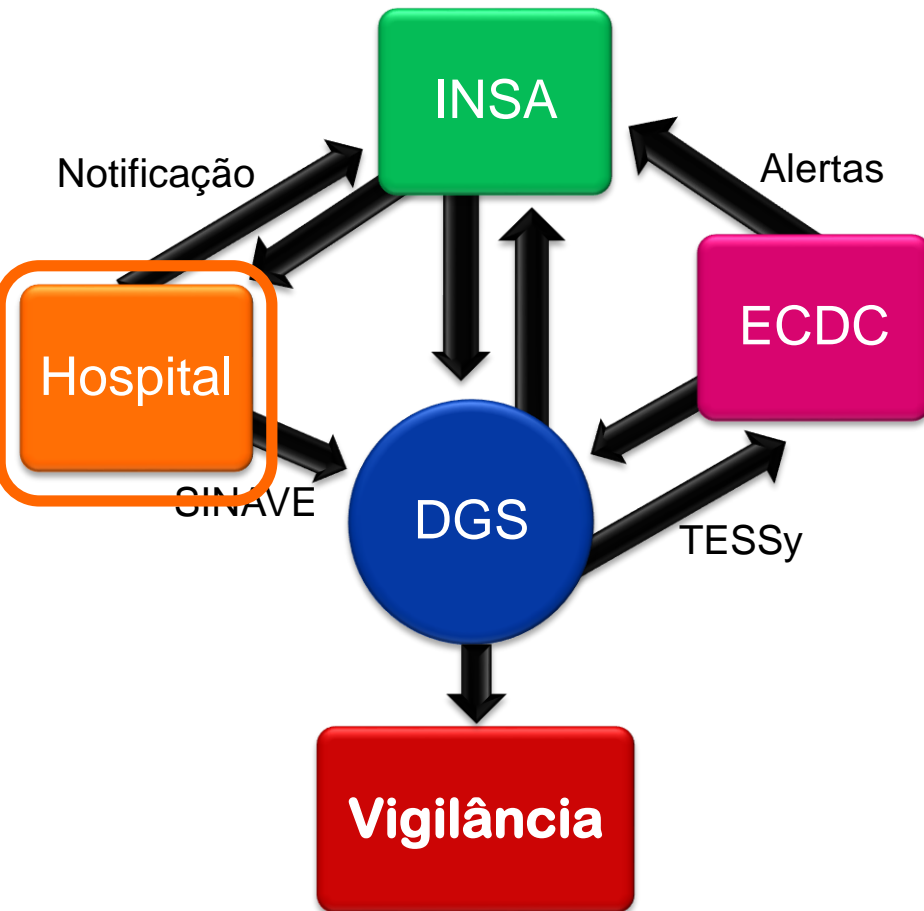 INSA
Notificação
Alertas
ECDC
Hospital
SINAVE
DGS
TESSy
Vigilância